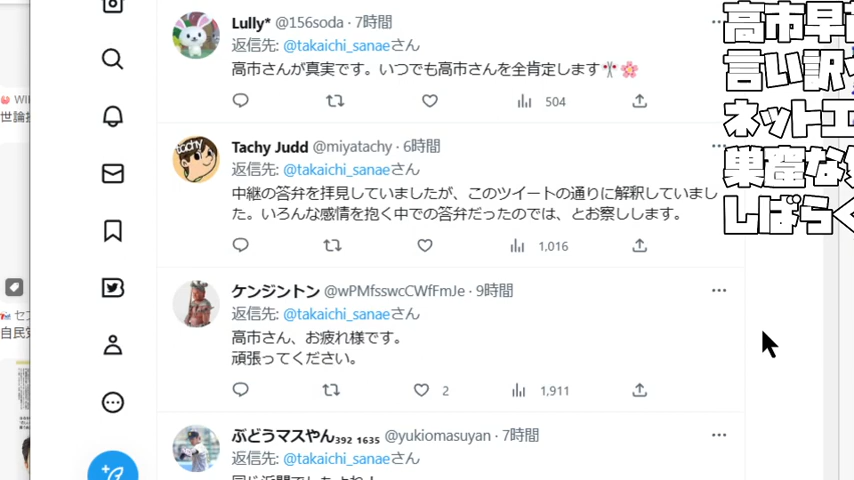 Lully* @156soda · 7時間
返信先: @takaichi_sanaeさん
高市さんが真実です。いつでも高市さんを全肯定します🎌🌸
504
Tachy Judd @miyatachy · 6時間
返信先: @takaichi_sanaeさん
中継の答弁を拝見していましたが、このツイートの通りに解釈していまし
た。いろんな感情を抱く中での答弁だったのでは、とお察しします。
1,016
ケンジントン @wPMfsswcCWfFmJe · 9時間
返信先: @takaichi_sanaeさん
高市さん、お疲れ様です。
頑張ってください。
2 1,911
ぶどうマスやん₃₉₂ ₁₆₃₅ @yukiomasuyan · 7時間
返信先: @takaichi_sanaeさん
高市早
言い訳
ネット工
果
な
しばらく
tachy
世論
自民